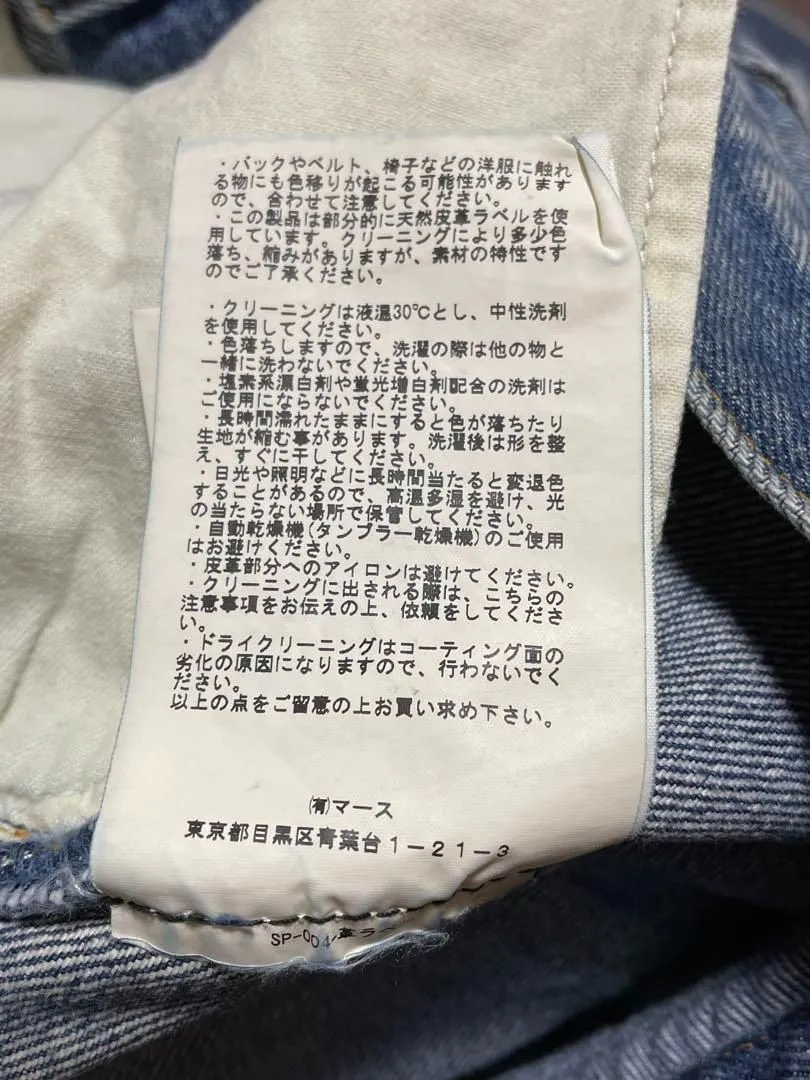 ・バックやベルト、椅子などの洋服に触れ
る物にも色移りが起こる可能性があります
ので、合わせて注意してください。
・この製品は部分的に天然皮革ラベルを使
用しています。クリーニングにより多少色
落ち、縮みがありますが、素材の特性です
のでご了承ください。
・クリーニングは液温30℃とし、中性洗剤
を使用してください。
・色落ちしますので、洗濯の際は他の物と
一緒に洗わないでください。
・塩素系漂白剤や蛍光増白剤配合の洗剤は
ご使用にならないでください。
・長時間濡れたままにすると色が落ちたり
生地が縮む事があります。洗濯後は形を整
え、すぐに干してください。
・日光や照明などに長時間当たると変退色
することがあるので、高温多湿を避け、光
の当たらない場所で保管してください。
・自動乾燥機(タンブラー乾燥機)のご使用
はお避けください。
・皮革部分へのアイロンは避けてください。
・クリーニングに出される際は、こちらの
注意事項をお伝えの上、依頼をしてくださ
い。
・ドライクリーニングはコーティング面の
劣化の原因になりますので、行わないでく
ださい。
以上の点をご留意の上お買い求め下さい。
㈲マース
東京都目黒区青葉台1-21-3
SP-004/革ラベ